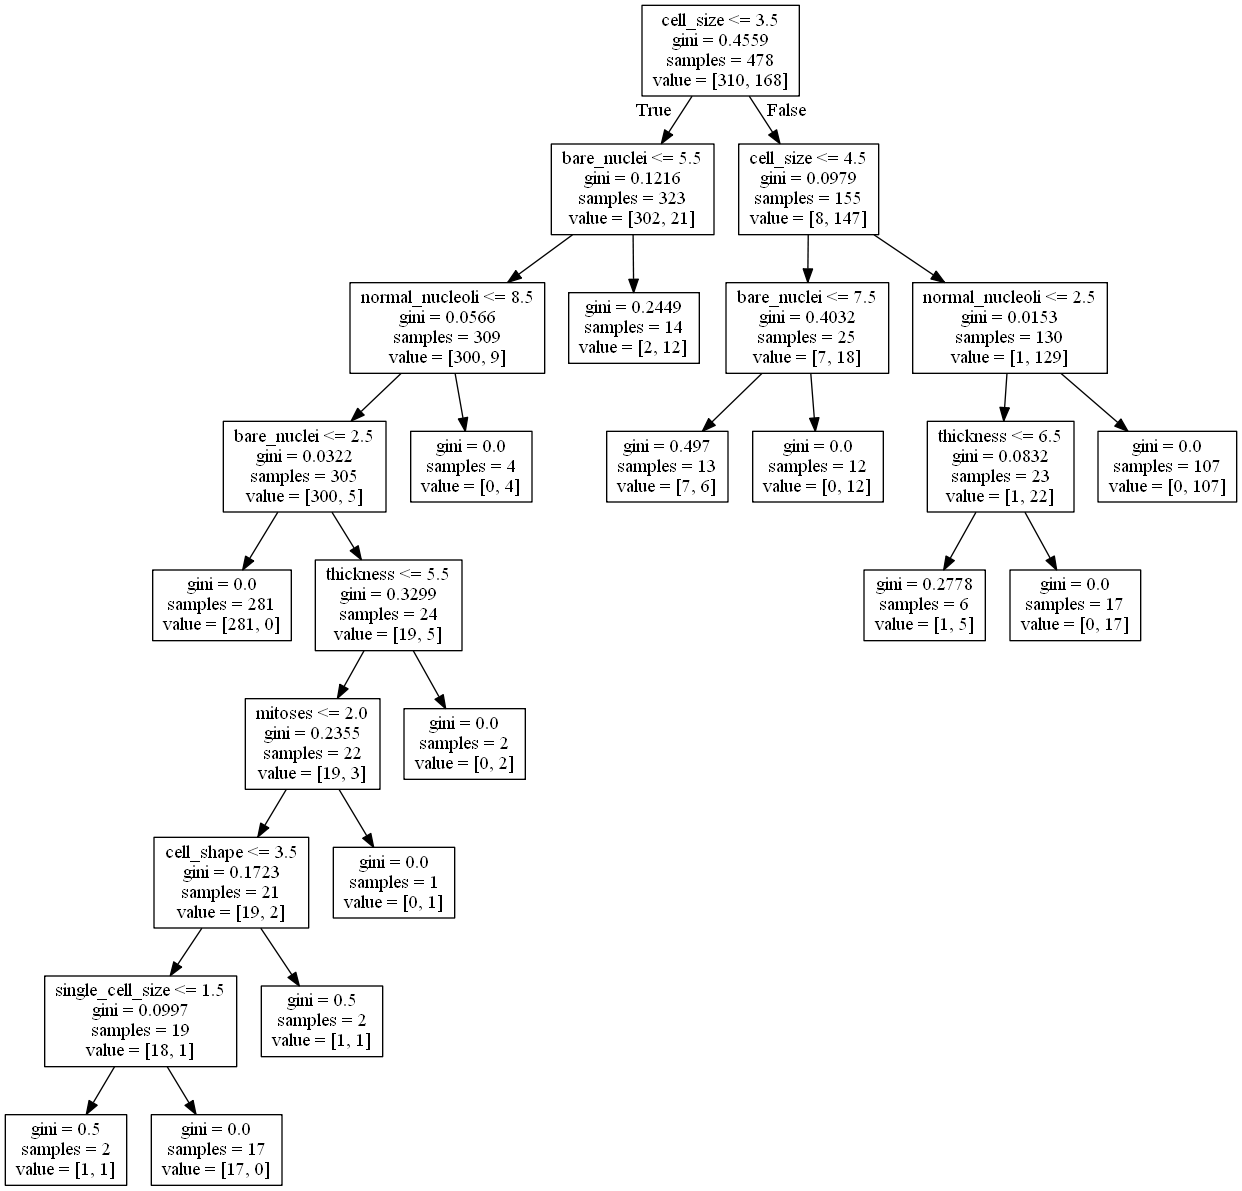 cell_size <= 3.5
gini = 0.4559
samples = 478
value = [310, 168]
True
False
bare_nuclei <= 5.5
gini = 0.1216
samples = 323
value = [302, 21]
cell_size <= 4.5
gini = 0.0979
samples = 155
value = [8, 147]
normal_nucleoli <= 8.5
gini = 0.0566
samples = 309
value = [300, 9]
gini = 0.2449
samples = 14
value = [2, 12]
bare_nuclei <= 7.5
gini = 0.4032
samples = 25
value = [7, 18]
normal_nucleoli <= 2.5
gini = 0.0153
samples = 130
value = [1, 129]
bare_nuclei <= 2.5
gini = 0.0322
samples = 305
value = [300, 5]
gini = 0.0
samples = 4
value = [0, 4]
gini = 0.497
samples = 13
value = [7, 6]
gini = 0.0
samples = 12
value = [0, 12]
thickness <= 6.5
gini = 0.0832
samples = 23
value = [1, 22]
gini = 0.0
samples = 107
value = [0, 107]
gini = 0.0
samples = 281
value = [281, 0]
thickness <= 5.5
gini = 0.3299
samples = 24
value = [19, 5]
gini = 0.2778
samples = 6
value = [1, 5]
gini = 0.0
samples = 17
value = [0, 17]
mitoses <= 2.0
gini = 0.2355
samples = 22
value = [19, 3]
gini = 0.0
samples = 2
value = [0, 2]
cell_shape <= 3.5
gini = 0.1723
samples = 21
value = [19, 2]
gini = 0.0
samples = 1
value = [0, 1]
single_cell_size <= 1.5
gini = 0.0997
samples = 19
value = [18, 1]
gini = 0.5
samples = 2
value = [1, 1]
gini = 0.5
samples = 2
value = [1, 1]
gini = 0.0
samples = 17
value = [17, 0]